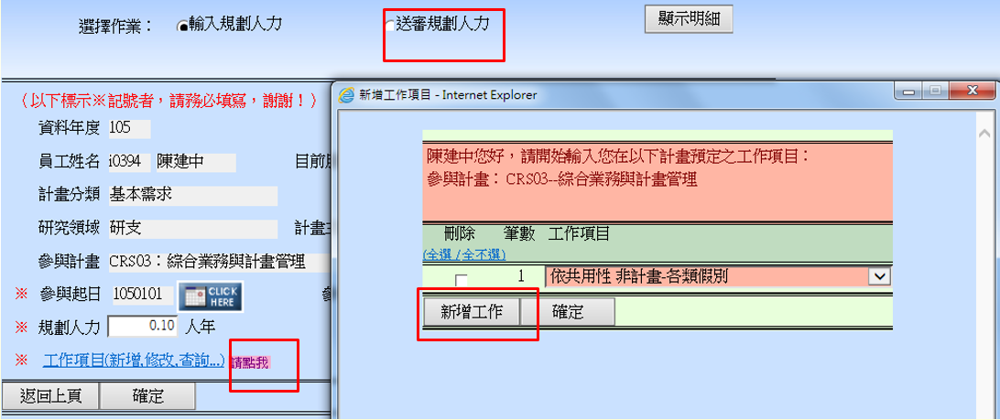 選擇作業： 輸入規劃人力 送審規劃人力 顯示明細
（以下標示※記號者，請務必填寫，謝謝！）
資料年度 105
員工姓名 i0394 陳建中 目前
計畫分類 基本需求
研究領域 研支 計畫
參與計畫 CRS03：綜合業務與計畫管理
※ 參與起日 1050101 CLICK HERE
※ 規劃人力 0.10 人年
※ 工作項目(新增,修改,查詢...) 請點我
返回上頁 確定
新增工作項目 - Internet Explorer
陳建中您好，請開始輸入您在以下計畫預定之工作項目：
參與計畫： CRS03--綜合業務與計畫管理
刪除 筆數 工作項目
(全選 / 全不選)
1 依共用性 非計畫-各類假別
新增工作 確定